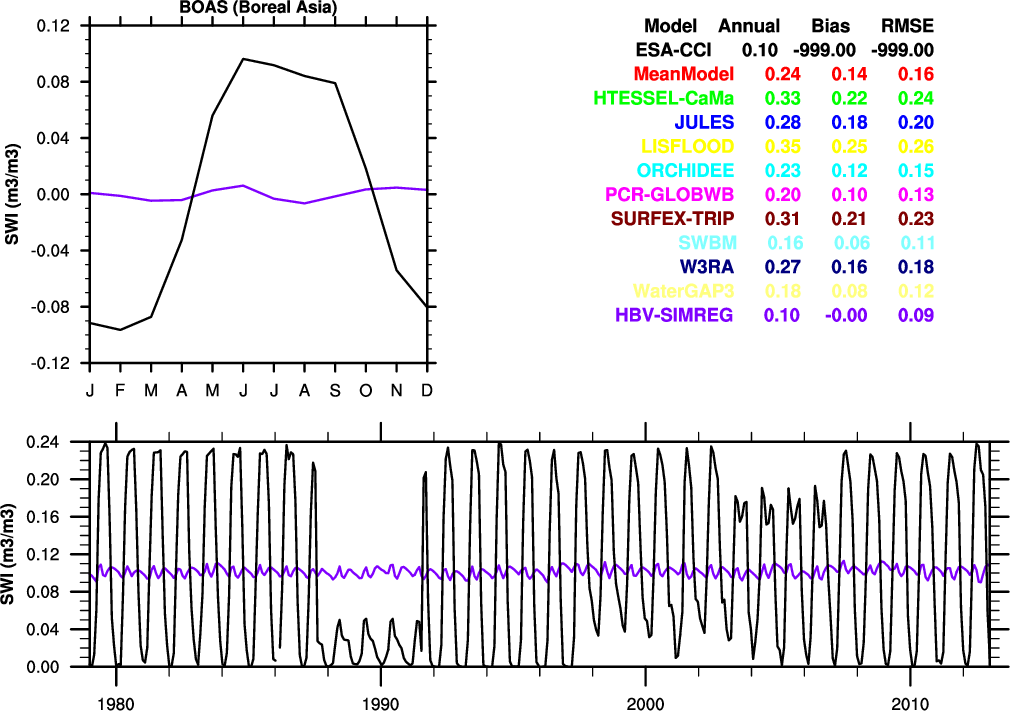 BOAS (Boreal Asia)
0.12
0.08
0.04
0.00
-0.04
-0.08
-0.12
SWI (m3/m3)
J F M A M J J A S O N D
Model Annual Bias RMSE
ESA-CCI 0.10 -999.00 -999.00
MeanModel 0.24 0.14 0.16
HTESSEL-CaMa 0.33 0.22 0.24
JULES 0.28 0.18 0.20
LISFLOOD 0.35 0.25 0.26
ORCHIDEE 0.23 0.12 0.15
PCR-GLOBWB 0.20 0.10 0.13
SURFEX-TRIP 0.31 0.21 0.23
SWBM 0.16 0.06 0.11
W3RA 0.27 0.16 0.18
WaterGAP3 0.18 0.08 0.12
HBV-SIMREG 0.10 -0.00 0.09
0.24
0.20
0.16
0.12
0.08
0.04
0.00
SWI (m3/m3)
1980 1990 2000 2010